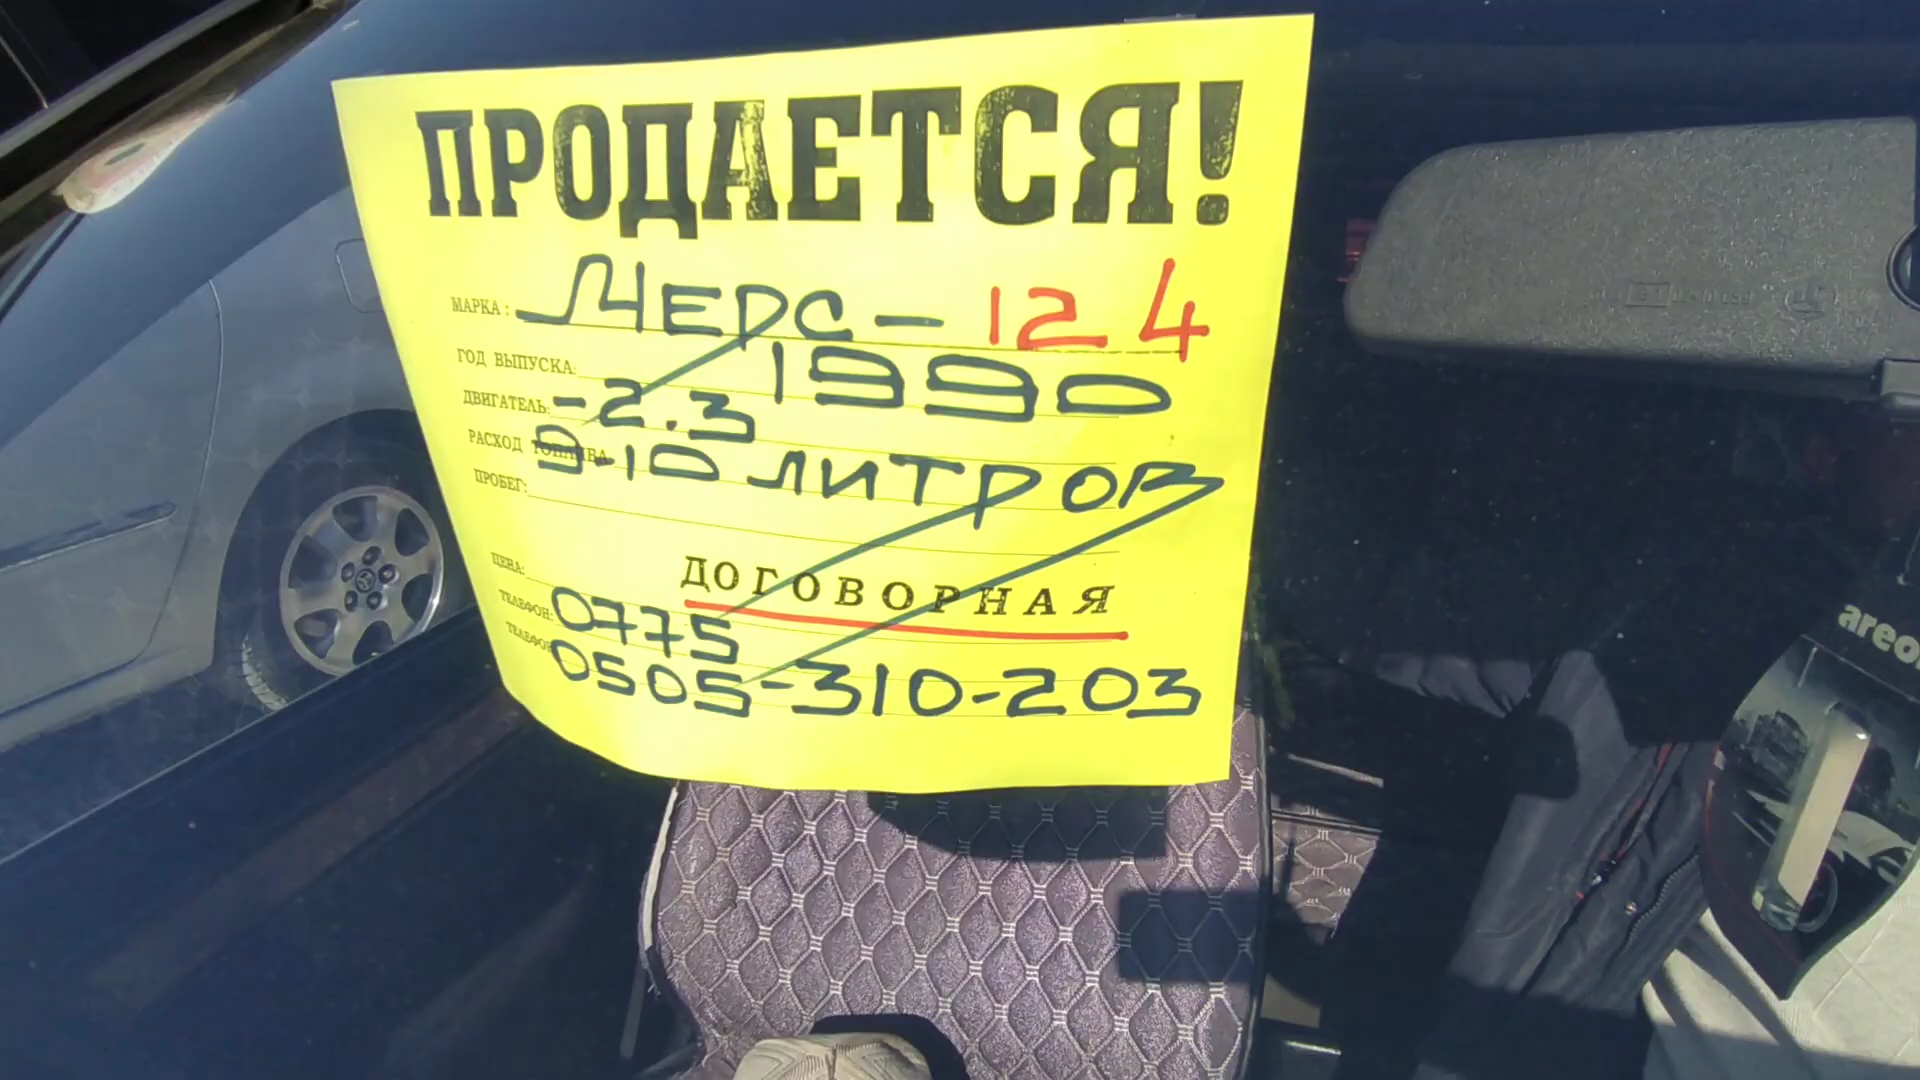 ПРОДАЕТСЯ!
МАРКА: МЕРС - 124
ГОД ВЫПУСКА: 1990
ДВИГАТЕЛЬ: - 2.3
РАСХОД ТОПЛИВА 9-10 ЛИТРОВ
ПРОБЕГ:
ЦЕНА: ДОГОВОРНАЯ
ТЕЛЕФОН: 0775
ТЕЛЕФОН 0505-310-203
areo